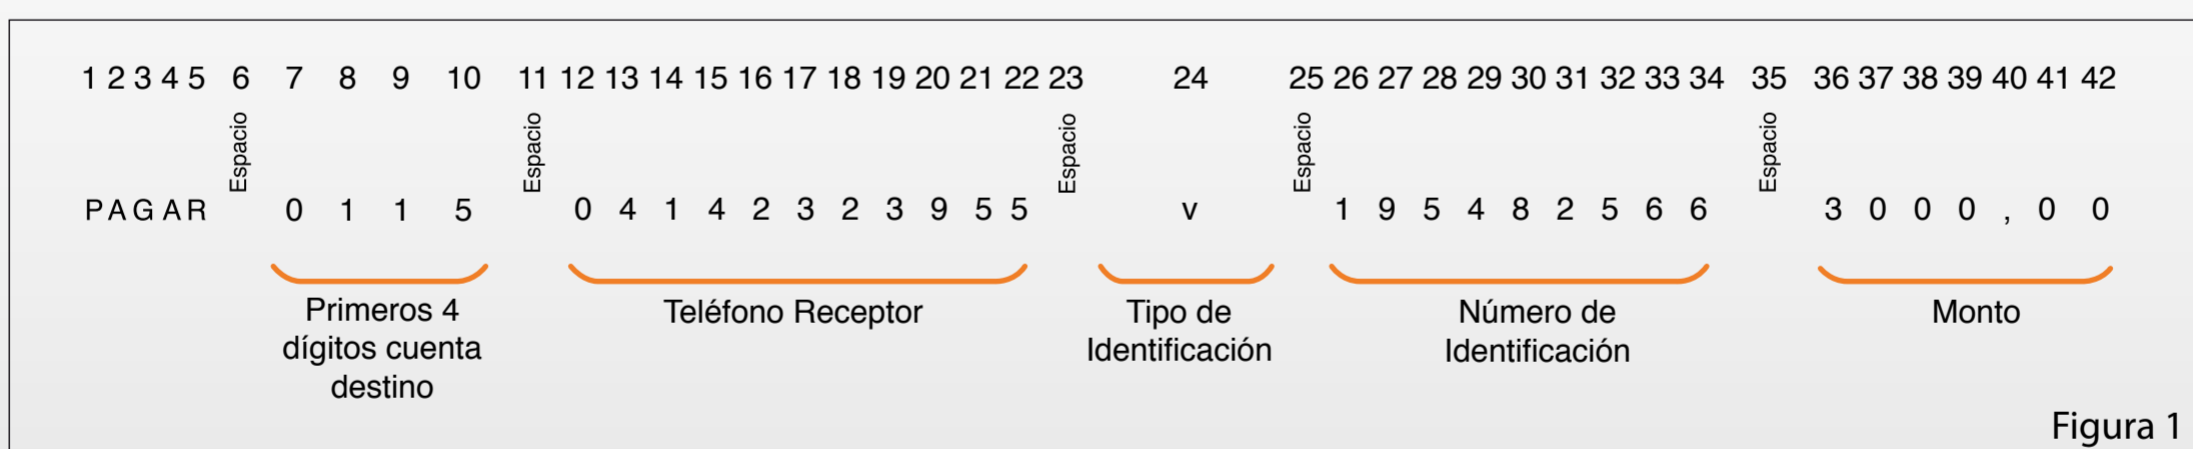 1 2 3 4 5 6 7 8 9 10 11 12 13 14 15 16 17 18 19 20 21 22 23 24 25 26 27 28 29 30 31 32 33 34 35 36 37 38 39 40 41 42
Espacio Espacio Espacio Espacio Espacio
P A G A R 0 1 1 5 0 4 1 4 2 3 2 3 9 5 5 v 1 9 5 4 8 2 5 6 6 3 0 0 0 , 0 0
Primeros 4
dígitos cuenta
destino
Teléfono Receptor
Tipo de
Identificación
Número de
Identificación
Monto
Figura 1